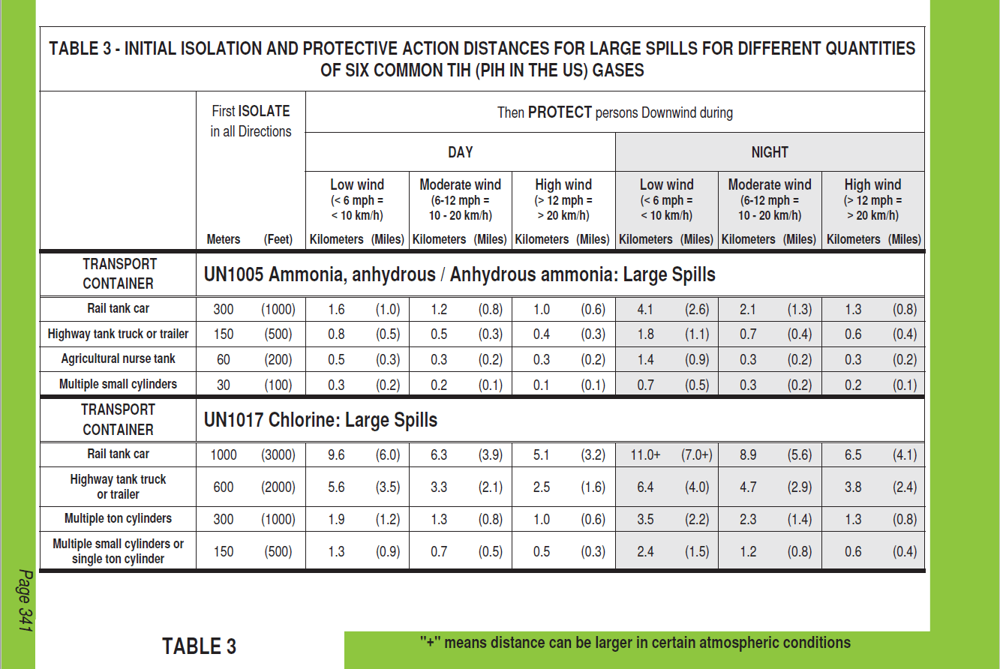 TABLE 3 - INITIAL ISOLATION AND PROTECTIVE ACTION DISTANCES FOR LARGE SPILLS FOR DIFFERENT QUANTITIES
OF SIX COMMON TIH (PIH IN THE US) GASES
First ISOLATE
in all Directions
Then PROTECT persons Downwind during
DAY NIGHT
Low wind Moderate wind High wind Low wind Moderate wind High wind
(< 6 mph = (6-12 mph = (> 12 mph = (< 6 mph = (6-12 mph = (> 12 mph =
< 10 km/h) 10 - 20 km/h) > 20 km/h) < 10 km/h) 10 - 20 km/h) > 20 km/h)
Meters (Feet) Kilometers (Miles) Kilometers (Miles) Kilometers (Miles) Kilometers (Miles) Kilometers (Miles) Kilometers (Miles)
TRANSPORT
CONTAINER
UN1005 Ammonia, anhydrous / Anhydrous ammonia: Large Spills
Rail tank car 300 (1000) 1.6 (1.0) 1.2 (0.8) 1.0 (0.6) 4.1 (2.6) 2.1 (1.3) 1.3 (0.8)
Highway tank truck or trailer 150 (500) 0.8 (0.5) 0.5 (0.3) 0.4 (0.3) 1.8 (1.1) 0.7 (0.4) 0.6 (0.4)
Agricultural nurse tank 60 (200) 0.5 (0.3) 0.3 (0.2) 0.3 (0.2) 1.4 (0.9) 0.3 (0.2) 0.3 (0.2)
Multiple small cylinders 30 (100) 0.3 (0.2) 0.2 (0.1) 0.1 (0.1) 0.7 (0.5) 0.3 (0.2) 0.2 (0.1)
TRANSPORT
CONTAINER
UN1017 Chlorine: Large Spills
Rail tank car 1000 (3000) 9.6 (6.0) 6.3 (3.9) 5.1 (3.2) 11.0+ (7.0+) 8.9 (5.6) 6.5 (4.1)
Highway tank truck
or trailer
600 (2000) 5.6 (3.5) 3.3 (2.1) 2.5 (1.6) 6.4 (4.0) 4.7 (2.9) 3.8 (2.4)
Multiple ton cylinders 300 (1000) 1.9 (1.2) 1.3 (0.8) 1.0 (0.6) 3.5 (2.2) 2.3 (1.4) 1.3 (0.8)
Multiple small cylinders or
single ton cylinder
150 (500) 1.3 (0.9) 0.7 (0.5) 0.5 (0.3) 2.4 (1.5) 1.2 (0.8) 0.6 (0.4)
Page 341
TABLE 3
"+" means distance can be larger in certain atmospheric conditions